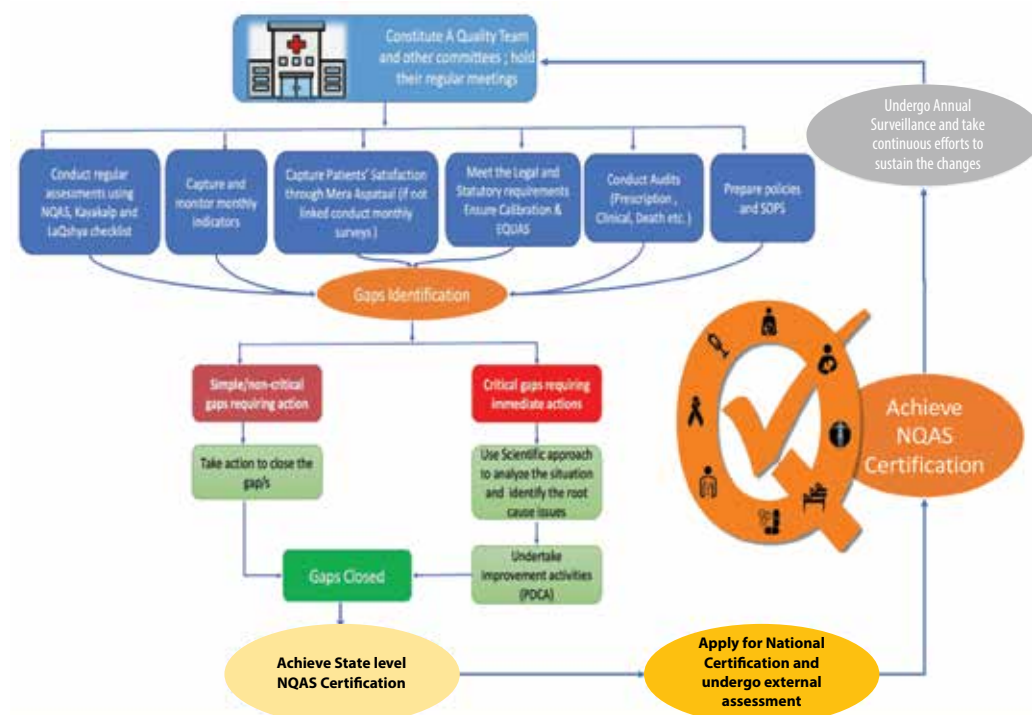 Constitute A Quality Team
and other committees ; hold
their regular meetings
Undergo Annual
Surveillance and take
continuous efforts to
sustain the changes
Conduct regular
assessments using
NQAS, Kayakalp and
LaQshya checklist
Capture and
monitor monthly
indicators
Capture Patients' Satisfaction
through Mera Aspataal (if not
linked conduct monthly
surveys )
Meet the Legal and
Statutory requirements
Ensure Calibration &
EQUAS
Conduct Audits
(Prescription ,
Clinical, Death etc. )
Prepare policies
and SOPS
Gaps Identification
Simple/non-critical
gaps requiring action
Critical gaps requiring
immediate actions
Take action to close the
gap/s
Use Scientific approach
to analyze the situation
and identify the root
cause issues
Undertake
improvement activities
(PDCA)
Gaps Closed
Achieve
NQAS
Certification
Achieve State level
NQAS Certification
Apply for National
Certification and
undergo external
assessment